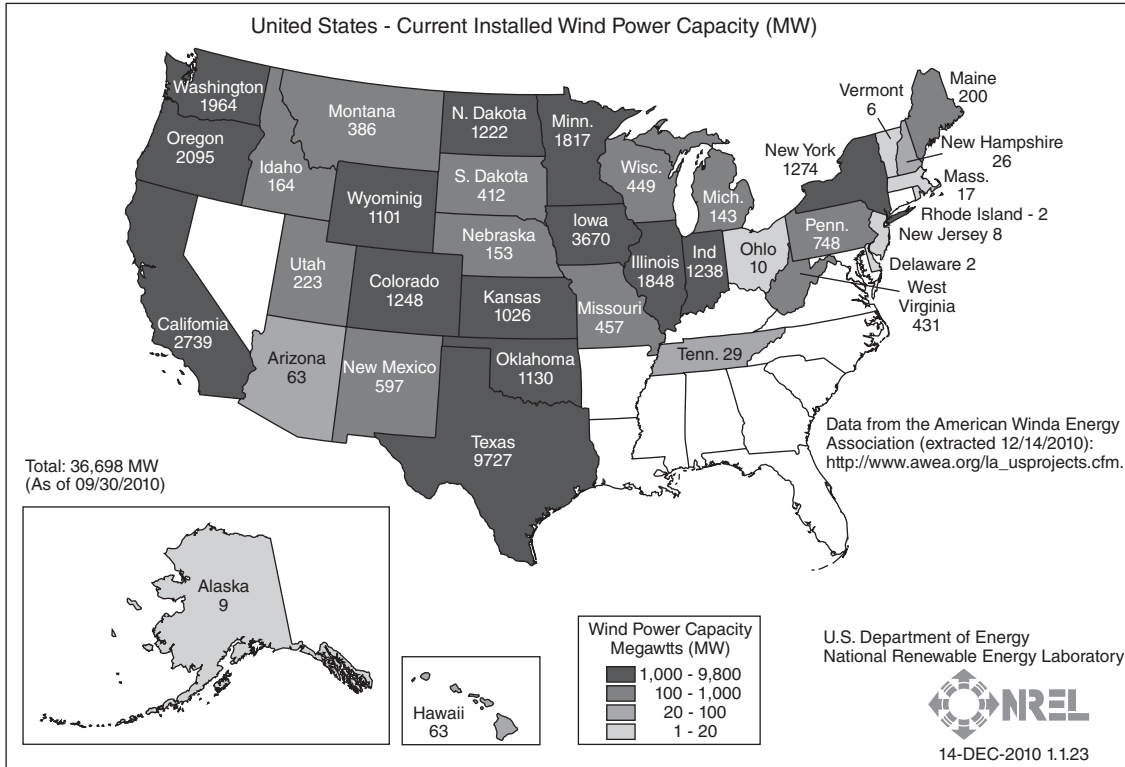 United States - Current Installed Wind Power Capacity (MW)
Washington
1964
Oregon
2095
Califomia
2739
Idaho
164
Montana
386
Wyominig
1101
Utah
223
Arizona
63
Colorado
1248
New Mexico
597
N. Dakota
1222
S. Dakota
412
Nebraska
153
Kansas
1026
Oklahoma
1130
Texas
9727
Minn.
1817
Iowa
3670
Missouri
457
Wisc.
449
Illinois
1848
Mich.
143
Ind
1238
Ohlo
10
Tenn. 29
Penn.
748
New York
1274
Vermont
6
Maine
200
New Hampshire
26
Mass.
17
Rhode Island - 2
New Jersey 8
Delaware 2
West
Virginia
431
Data from the American Winda Energy
Association (extracted 12/14/2010):
http://www.awea.org/la_usprojects.cfm.
Total: 36,698 MW
(As of 09/30/2010)
Alaska
9
Hawaii
63
Wind Power Capacity
Megawtts (MW)
1,000 - 9,800
100 - 1,000
20 - 100
1 - 20
U.S. Department of Energy
National Renewable Energy Laboratory
NREL
14-DEC-2010 1.1.23